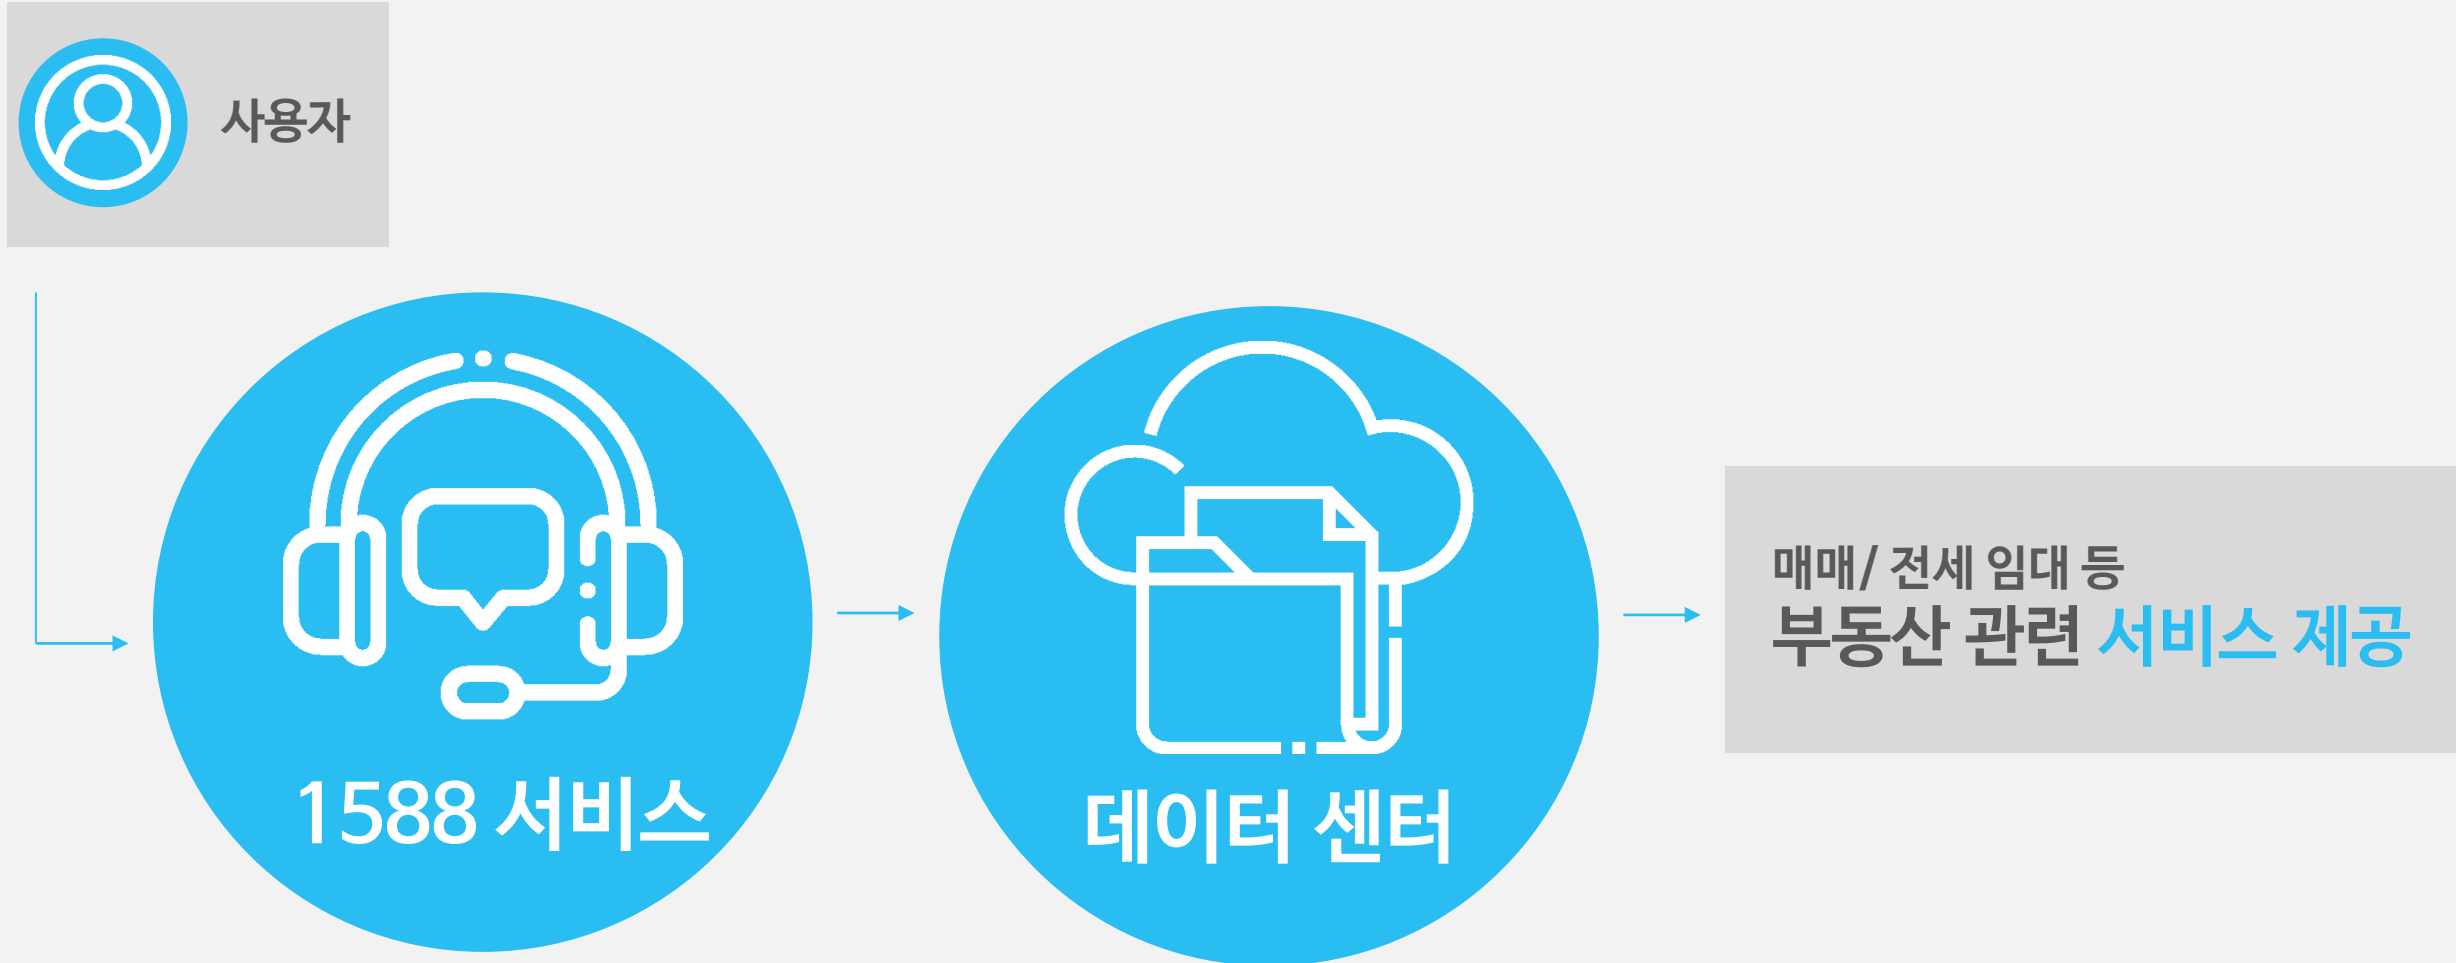 사용자
1588 서비스
데이터 센터
매매/ 전세 임대 등
부동산 관련 서비스 제공